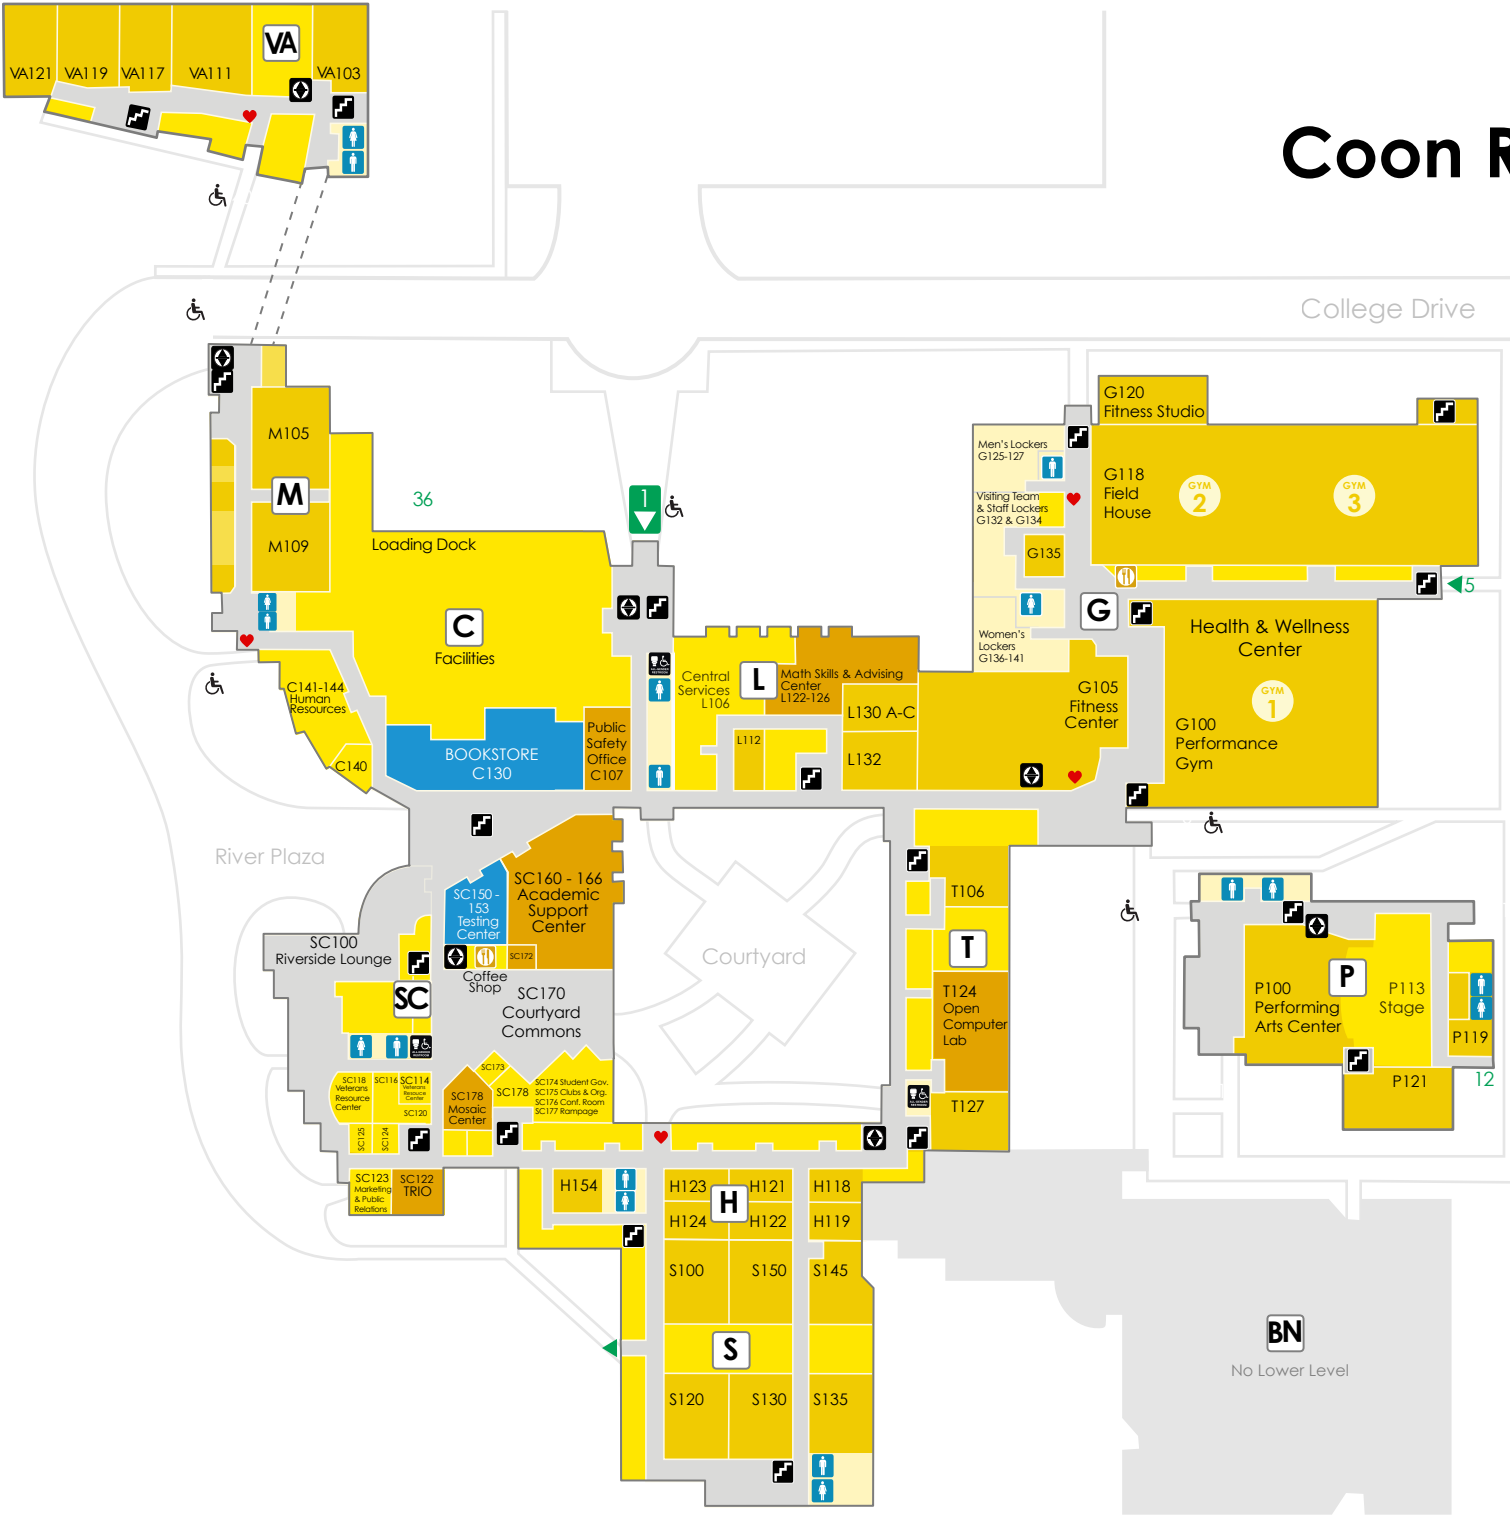 VA
VA121
VA119
VA117
VA111
VA103
Coon R
College Drive
M105
M
M109
36
Loading Dock
C
Facilities
1
C141-144
Human
Resources
C140
BOOKSTORE
C130
Public
Safety
Office
C107
Central
Services
L106
L
Math Skills & Advising
Center
L122-126
L112
L130 A-C
L132
Men's Lockers
G125-127
Visiting Team
& Staff Lockers
G132 & G134
G135
Women's
Lockers
G136-141
G
G120
Fitness Studio
G118
Field
House
GYM
2
GYM
3
5
Health & Wellness
Center
GYM
1
G105
Fitness
Center
G100
Performance
Gym
River Plaza
SC150 -
153
Testing
Center
SC160 - 166
Academic
Support
Center
SC172
Coffee
Shop
SC100
Riverside Lounge
SC
SC170
Courtyard
Commons
Courtyard
T106
T
T124
Open
Computer
Lab
T127
P100
Performing
Arts Center
P
P113
Stage
P119
P121
12
SC118
Veterans
Resource
Center
SC116
SC114
Veterans
Resource
Center
SC120
SC125
SC124
SC173
SC178
SC178
Mosaic
Center
SC174 Student Gov.
SC175 Clubs & Org.
SC176 Conf. Room
SC177 Rampage
SC123
Marketing
& Public
Relations
SC122
TRIO
H154
H123
H121
H118
H
H124
H122
H119
S100
S150
S145
S
S120
S130
S135
BN
No Lower Level